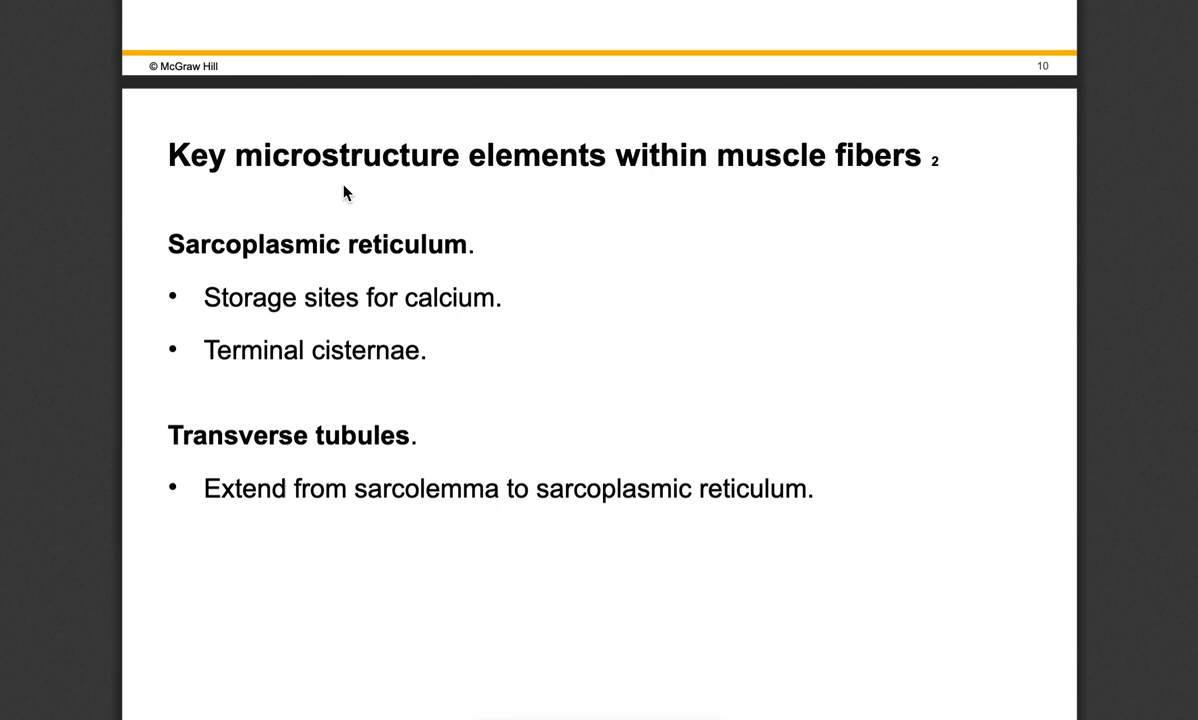 © McGraw Hill
10
Key microstructure elements within muscle fibers 2
Sarcoplasmic reticulum.
• Storage sites for calcium.
• Terminal cisternae.
Transverse tubules.
• Extend from sarcolemma to sarcoplasmic reticulum.